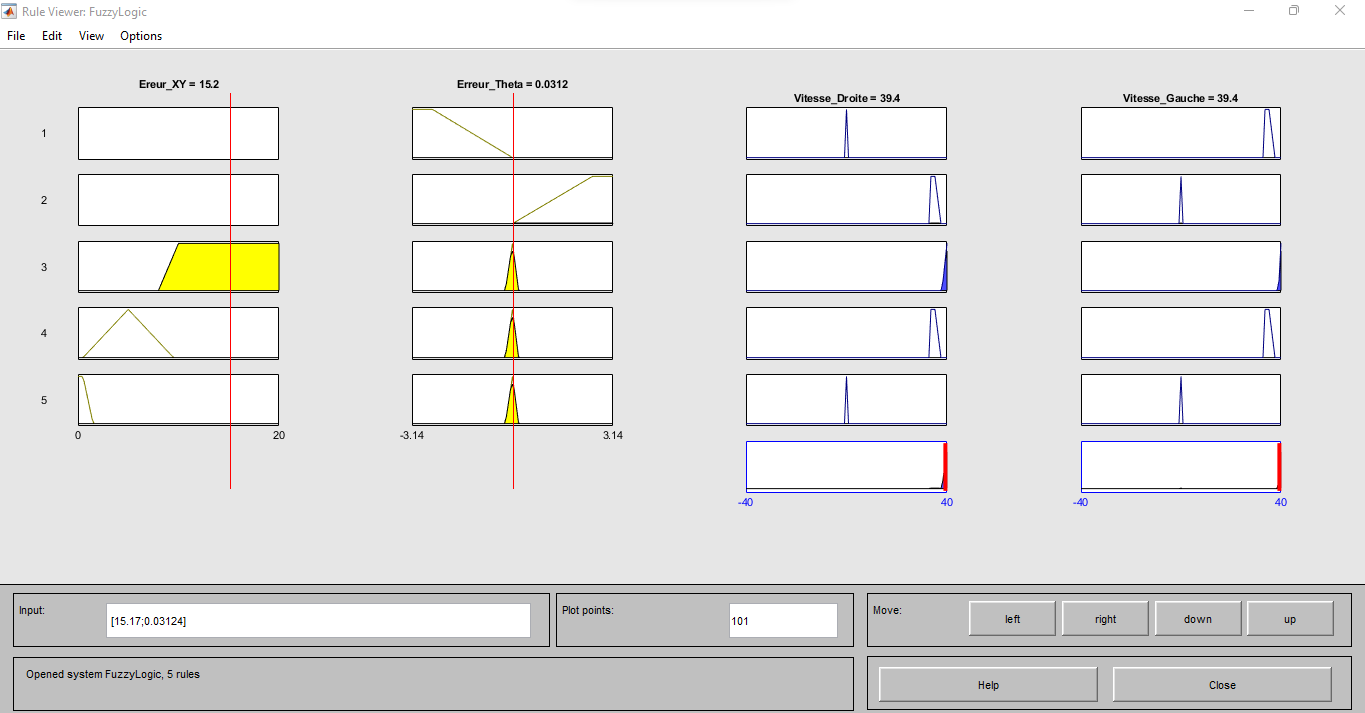 Rule Viewer: FuzzyLogic
File Edit View Options
Ereur_XY = 15.2
Erreur_Theta = 0.0312
Vitesse_Droite = 39.4
Vitesse_Gauche = 39.4
1
2
3
4
5
0 20
-3.14 3.14
-40 40
-40 40
Input:
[15.17;0.03124]
Plot points:
101
Move:
left
right
down
up
Opened system FuzzyLogic, 5 rules
Help
Close